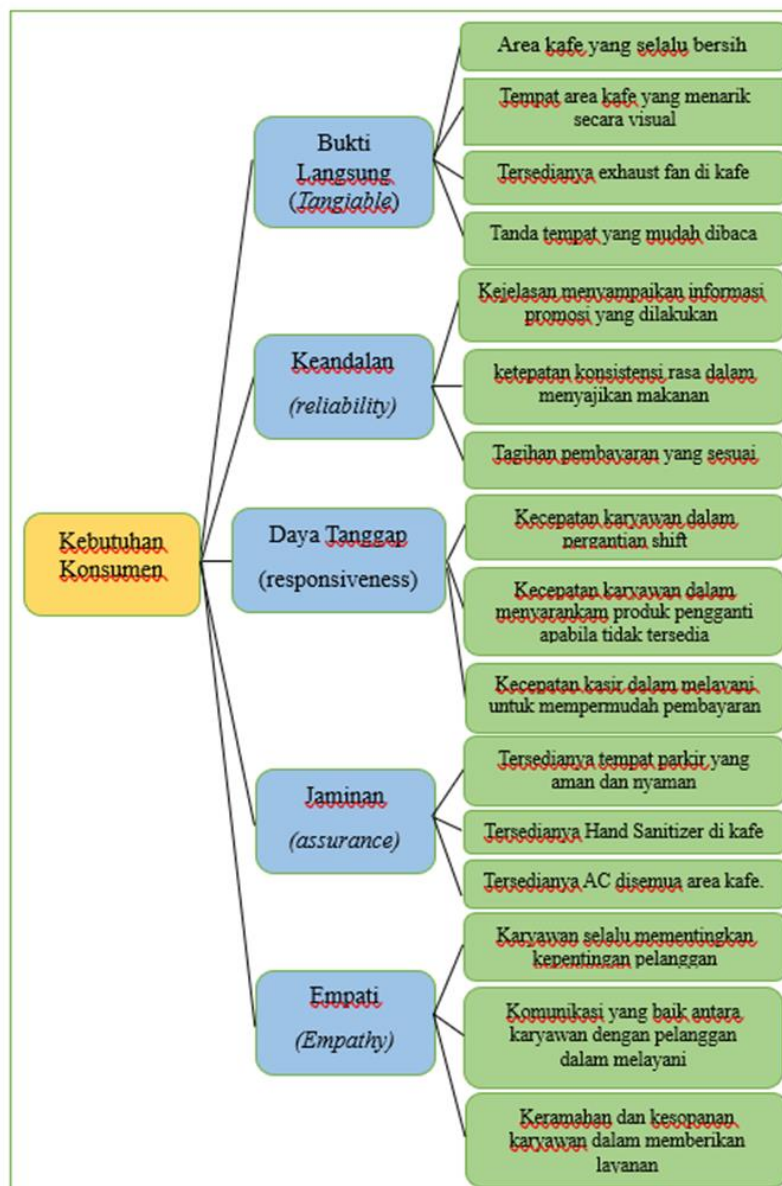 Kebutuhan
Konsumen
Bukti
Langsung
(Tangiable)
Area kafe yang selalu bersih
Tempat area kafe yang menarik
secara visual
Tersedianya exhaust fan di kafe
Tanda tempat yang mudah dibaca
Keandalan
(reliability)
Kejelasan menyampaikan informasi
promosi yang dilakukan
ketepatan konsistensi rasa dalam
menyajikan makanan
Tagihan pembayaran yang sesuai
Daya Tanggap
(responsiveness)
Kecepatan karyawan dalam
pergantian shift
Kecepatan karyawan dalam
menyarankam produk pengganti
apabila tidak tersedia
Kecepatan kasir dalam melayani
untuk mempermudah pembayaran
Jaminan
(assurance)
Tersedianya tempat parkir yang
aman dan nyaman
Tersedianya Hand Sanitizer di kafe
Tersedianya AC disemua area kafe.
Empati
(Empathy)
Karyawan selalu mementingkan
kepentingan pelanggan
Komunikasi yang baik antara
karyawan dengan pelanggan
dalam melayani
Keramahan dan kesopanan
karyawan dalam memberikan
layanan